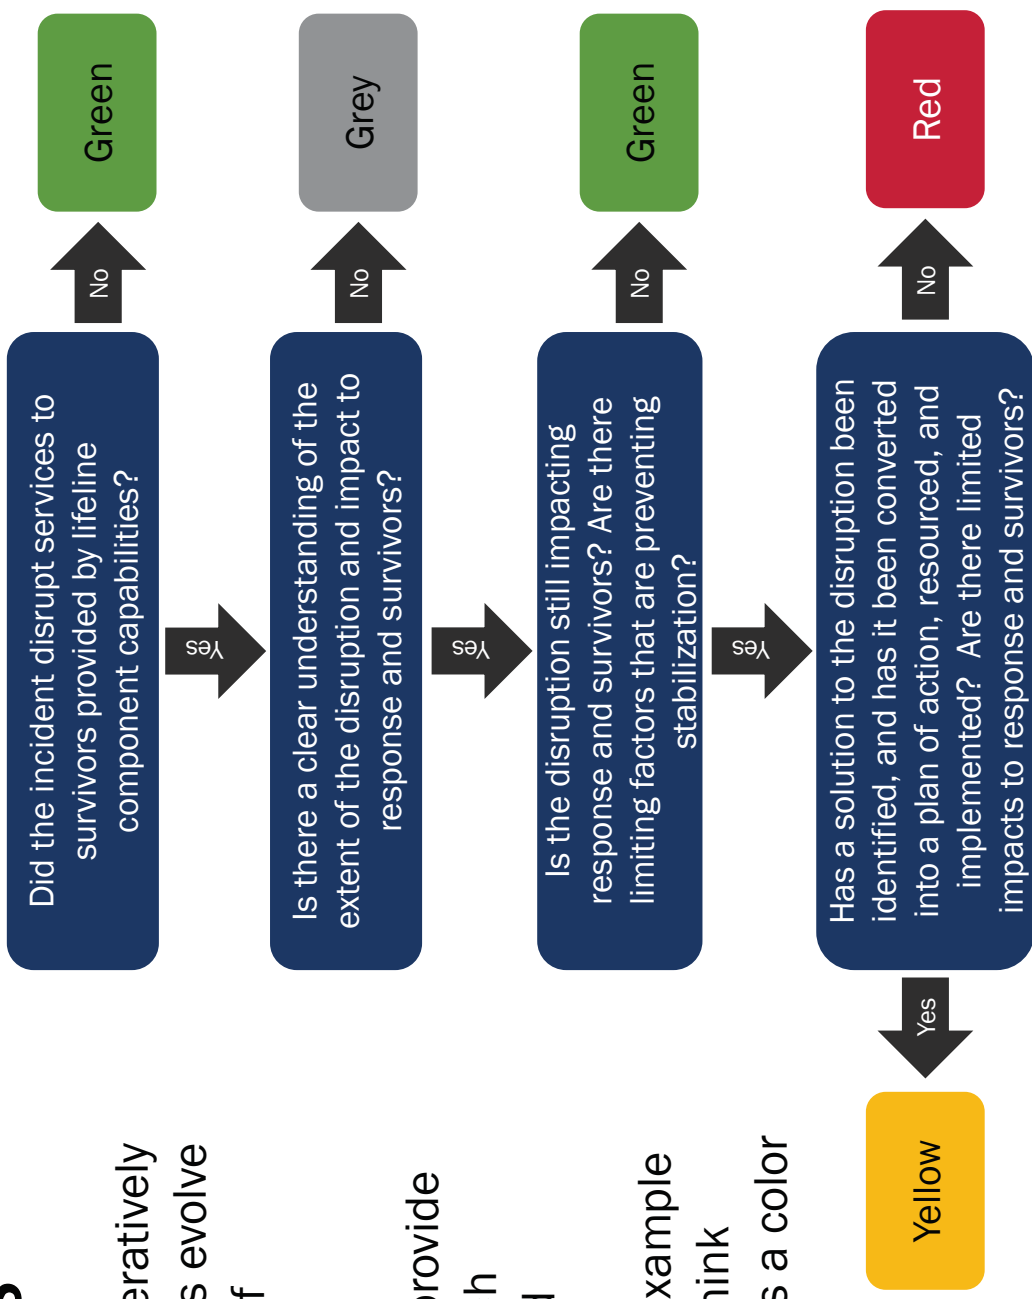 eratively
s evolve
f
provide
h
d
xample
hink
s a color
Did the incident disrupt services to
survivors provided by lifeline
component capabilities?
No
Green
Yes
Is there a clear understanding of the
extent of the disruption and impact to
response and survivors?
No
Grey
Yes
Is the disruption still impacting
response and survivors? Are there
limiting factors that are preventing
stabilization?
No
Green
Yes
Has a solution to the disruption been
identified, and has it been converted
into a plan of action, resourced, and
implemented? Are there limited
impacts to response and survivors?
No
Red
Yes
Yellow